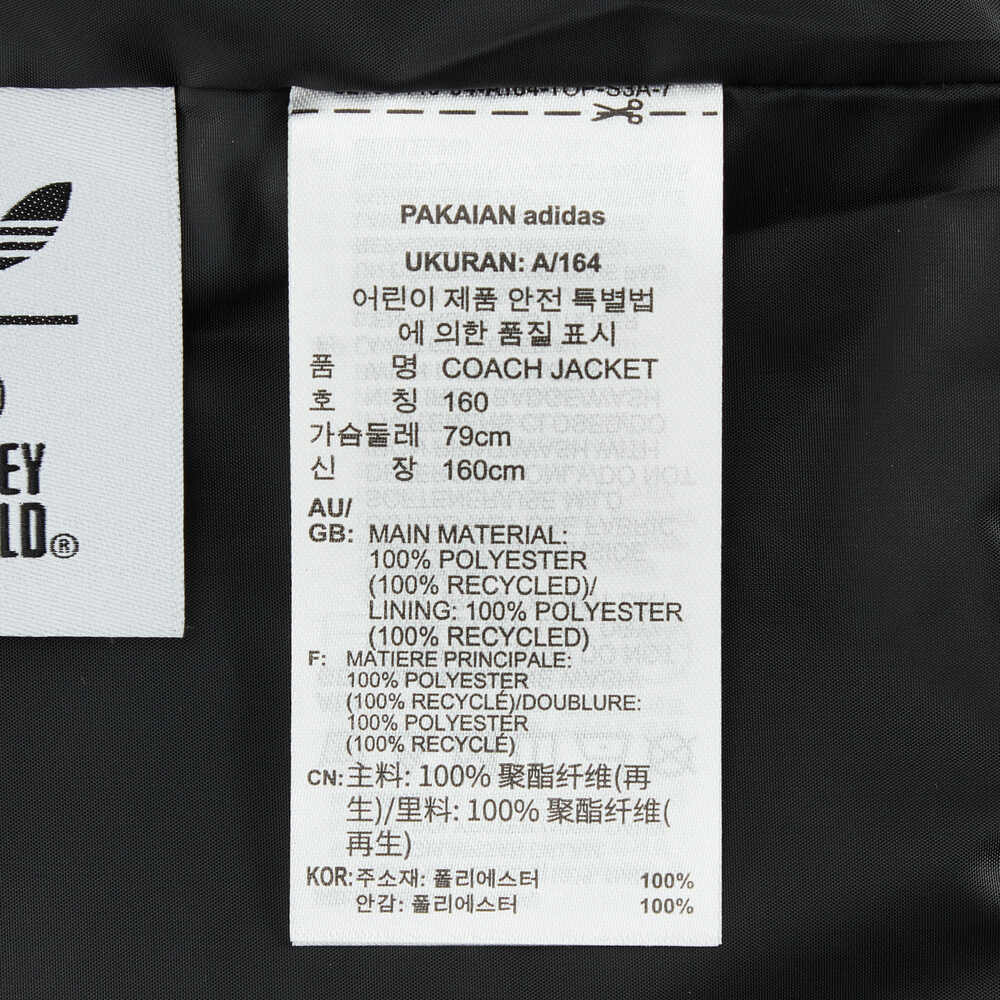 EY
LD®
PAKAIAN adidas
UKURAN: A/164
어린이 제품 안전 특별법
에 의한 품질 표시
품 명 COACH JACKET
호 칭 160
가슴둘레 79cm
신 장 160cm
AU/
GB: MAIN MATERIAL:
100% POLYESTER
(100% RECYCLED)/
LINING: 100% POLYESTER
(100% RECYCLED)
F: MATIERE PRINCIPALE:
100% POLYESTER
(100% RECYCLÉ)/DOUBLURE:
100% POLYESTER
(100% RECYCLÉ)
CN: 主料: 100% 聚酯纤维(再
生)/里料: 100% 聚酯纤维(
再生)
KOR: 주소재: 폴리에스터 100%
안감: 폴리에스터 100%